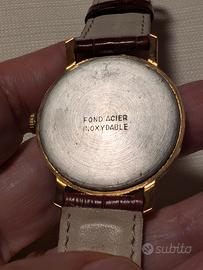 FOND ACIER
INOXYDABLE
subito